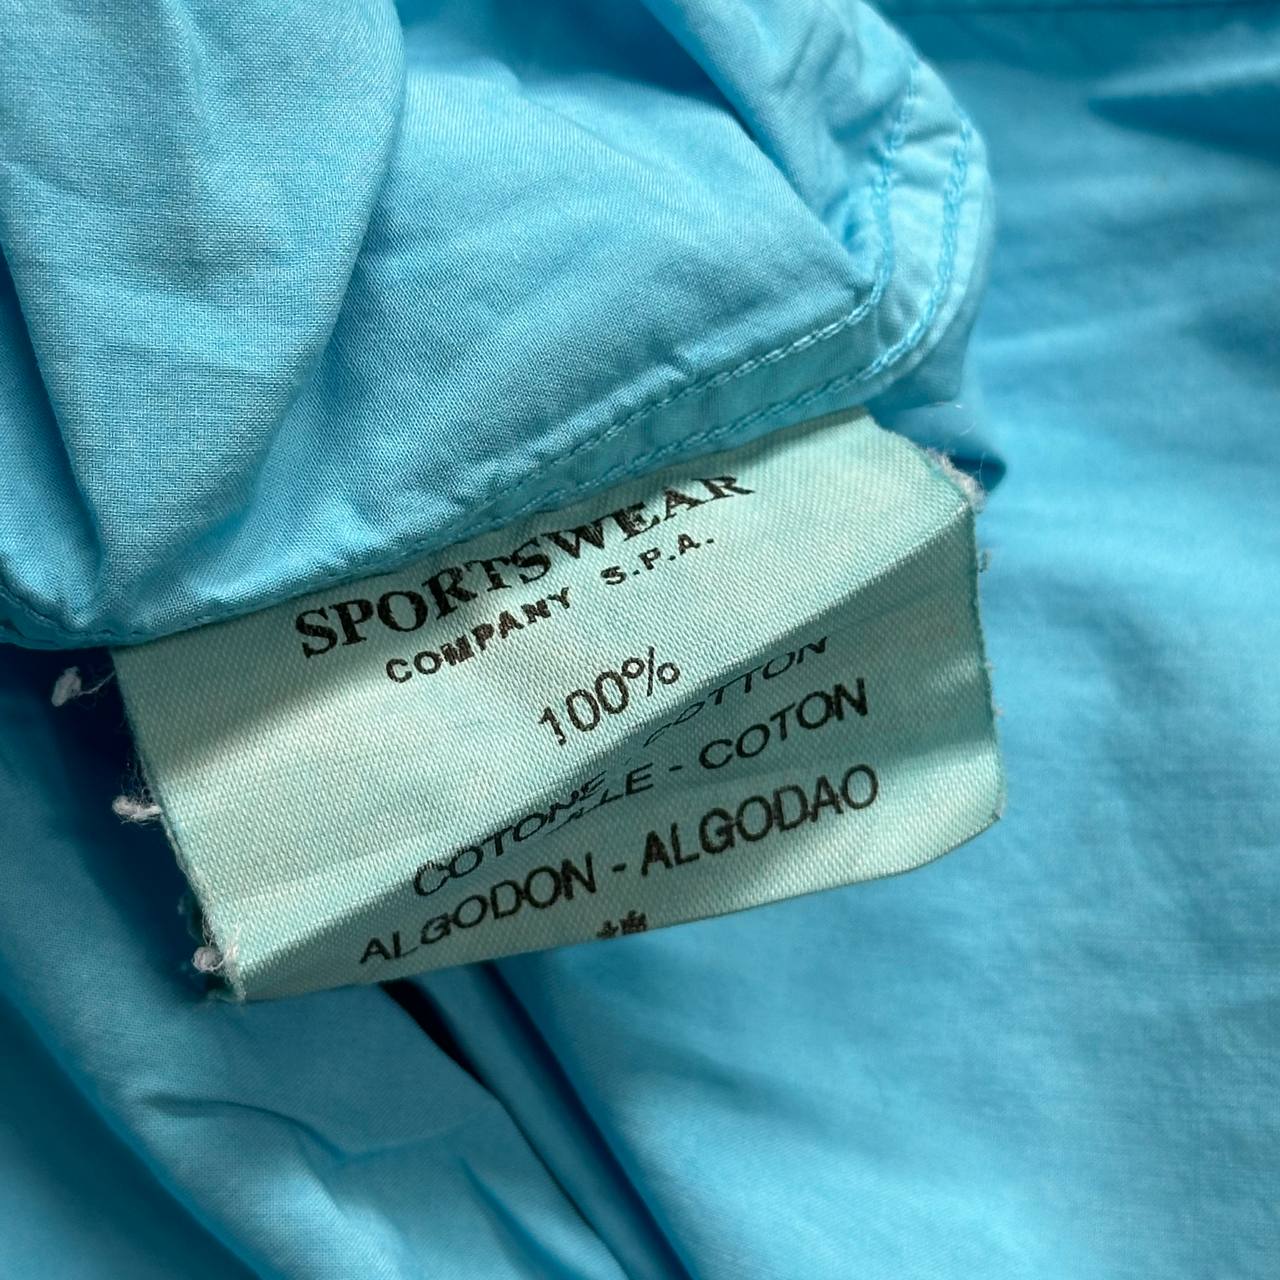 SPORTSWEAR
COMPANY S.P.A.
100%
COTONE COTTON
COTON
ALGODON - ALGODAO